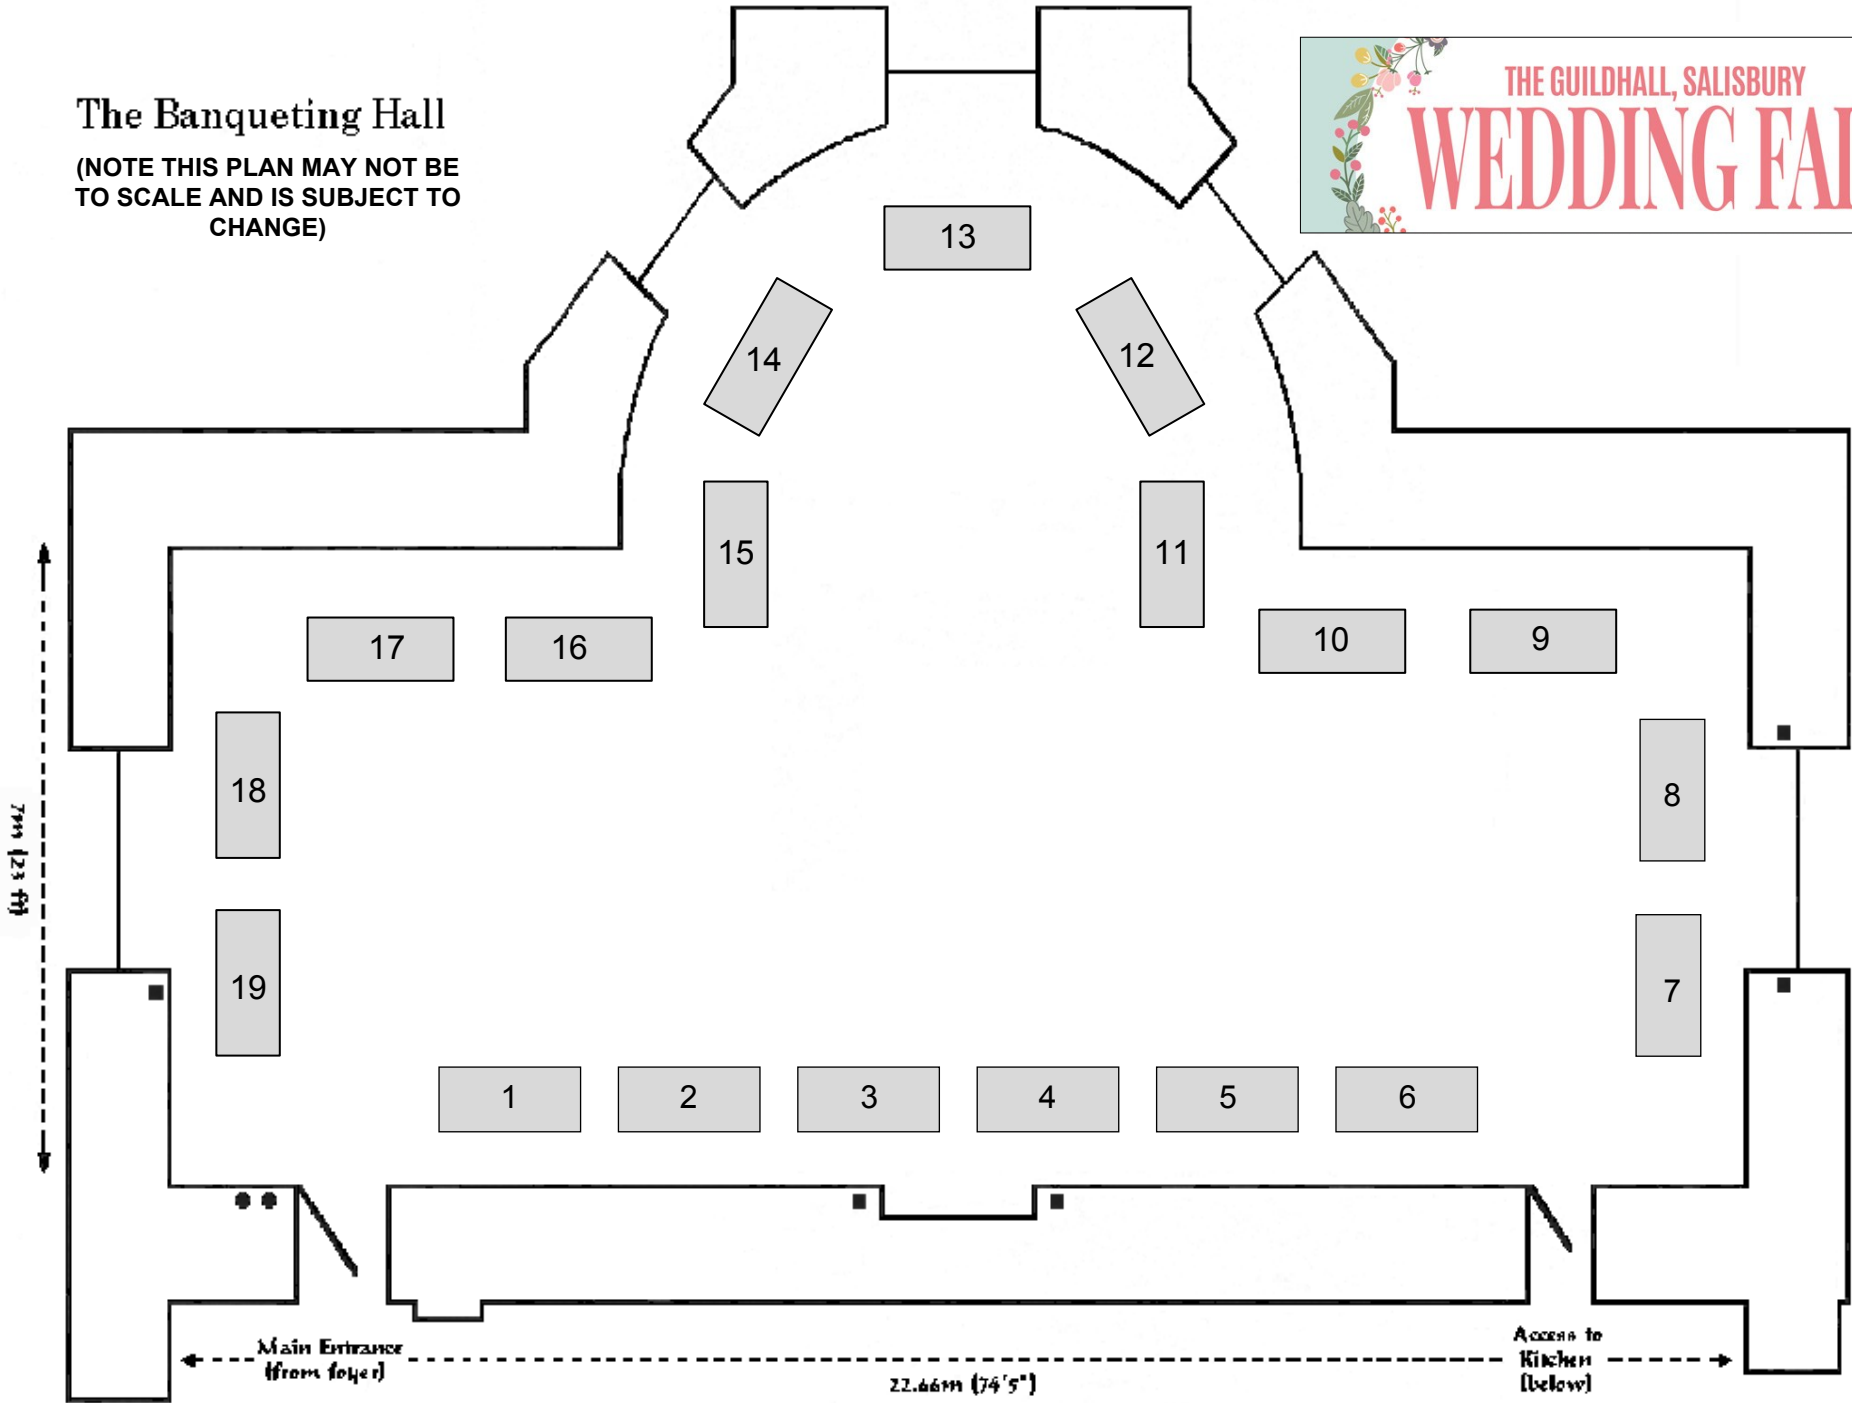 The Banqueting Hall
(NOTE THIS PLAN MAY NOT BE
TO SCALE AND IS SUBJECT TO
CHANGE)
THE GUILDHALL, SALISBURY
WEDDING FAI
13
14
12
15
11
17
16
10
9
18
8
19
7
1
2
3
4
5
6
7m (23 ft)
Main Entrance
(from foyer)
22.66m (74'5")
Access to
Kitchen
(below)